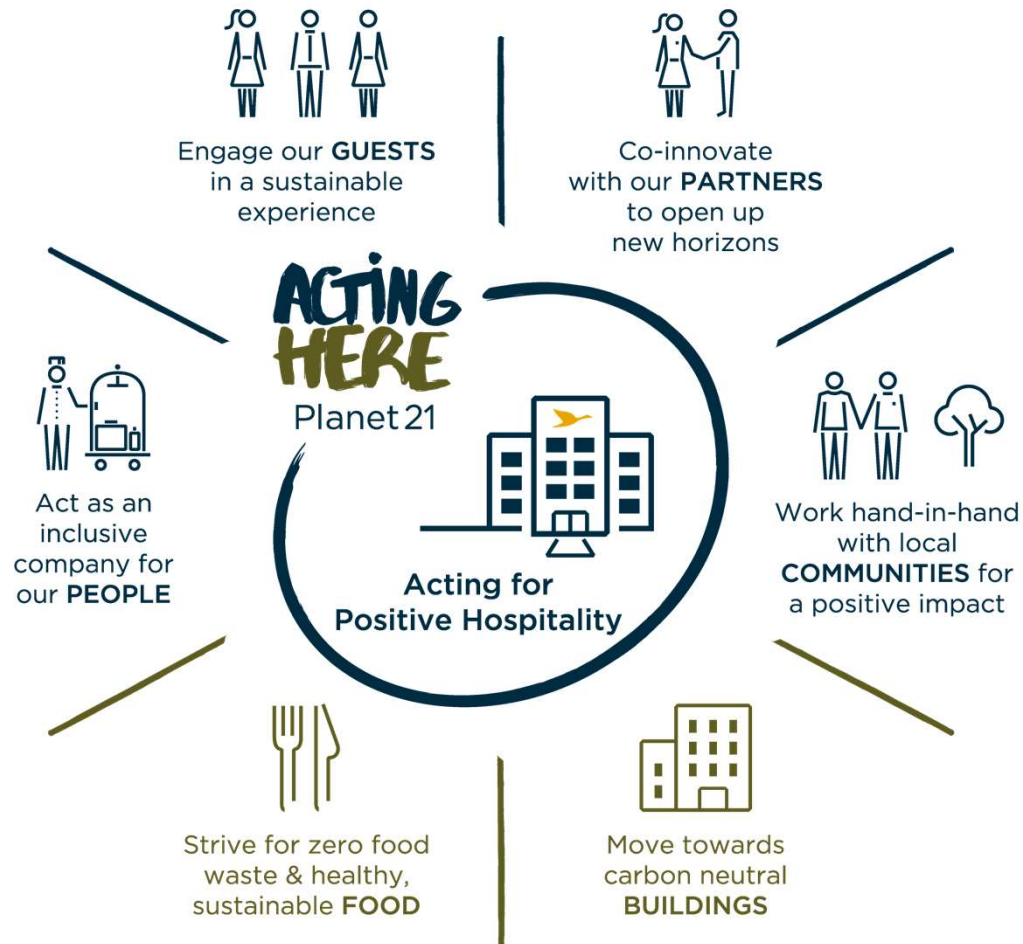 Engage our GUESTS
in a sustainable
experience
Co-innovate
with our PARTNERS
to open up
new horizons
ACTING
HERE
Planet 21
Acting for
Positive Hospitality
Act as an
inclusive
company for
our PEOPLE
Work hand-in-hand
with local
COMMUNITIES for
a positive impact
Strive for zero food
waste & healthy,
sustainable FOOD
Move towards
carbon neutral
BUILDINGS